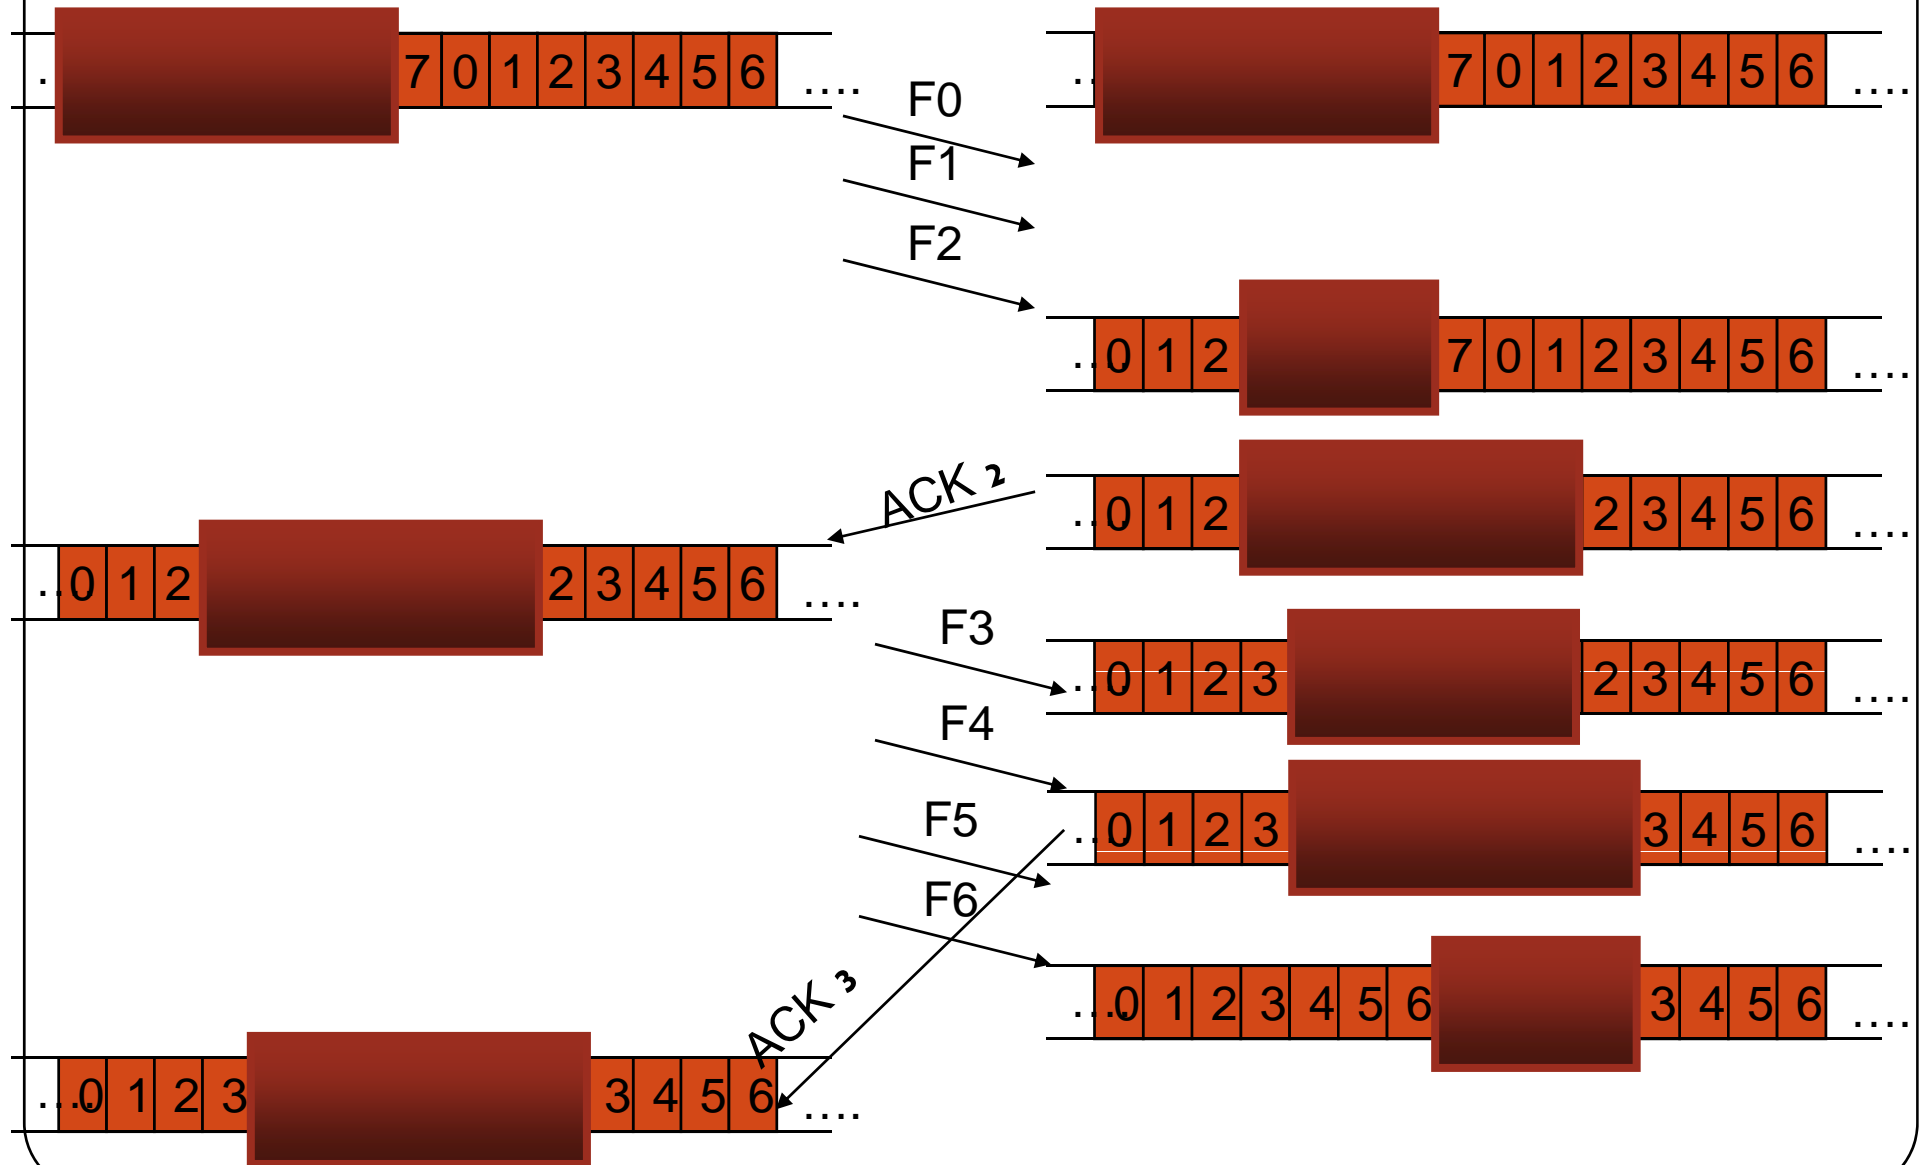 . 7 0 1 2 3 4 5 6 ....
.. 7 0 1 2 3 4 5 6 ....
F0
F1
F2
.... 0 1 2 7 0 1 2 3 4 5 6 ....
ACK 2
.... 0 1 2 2 3 4 5 6 ....
.... 0 1 2 2 3 4 5 6 ....
F3
.... 0 1 2 3 2 3 4 5 6 ....
F4
F5
.... 0 1 2 3 3 4 5 6 ....
F6
ACK 3
.... 0 1 2 3 4 5 6 3 4 5 6 ....
.... 0 1 2 3 3 4 5 6 ....